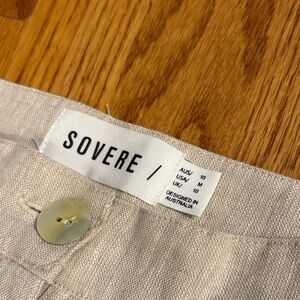 SOVERE /
AUS/ 10
USA/ M
UK/ 10
DESIGNED IN
AUSTRALIA